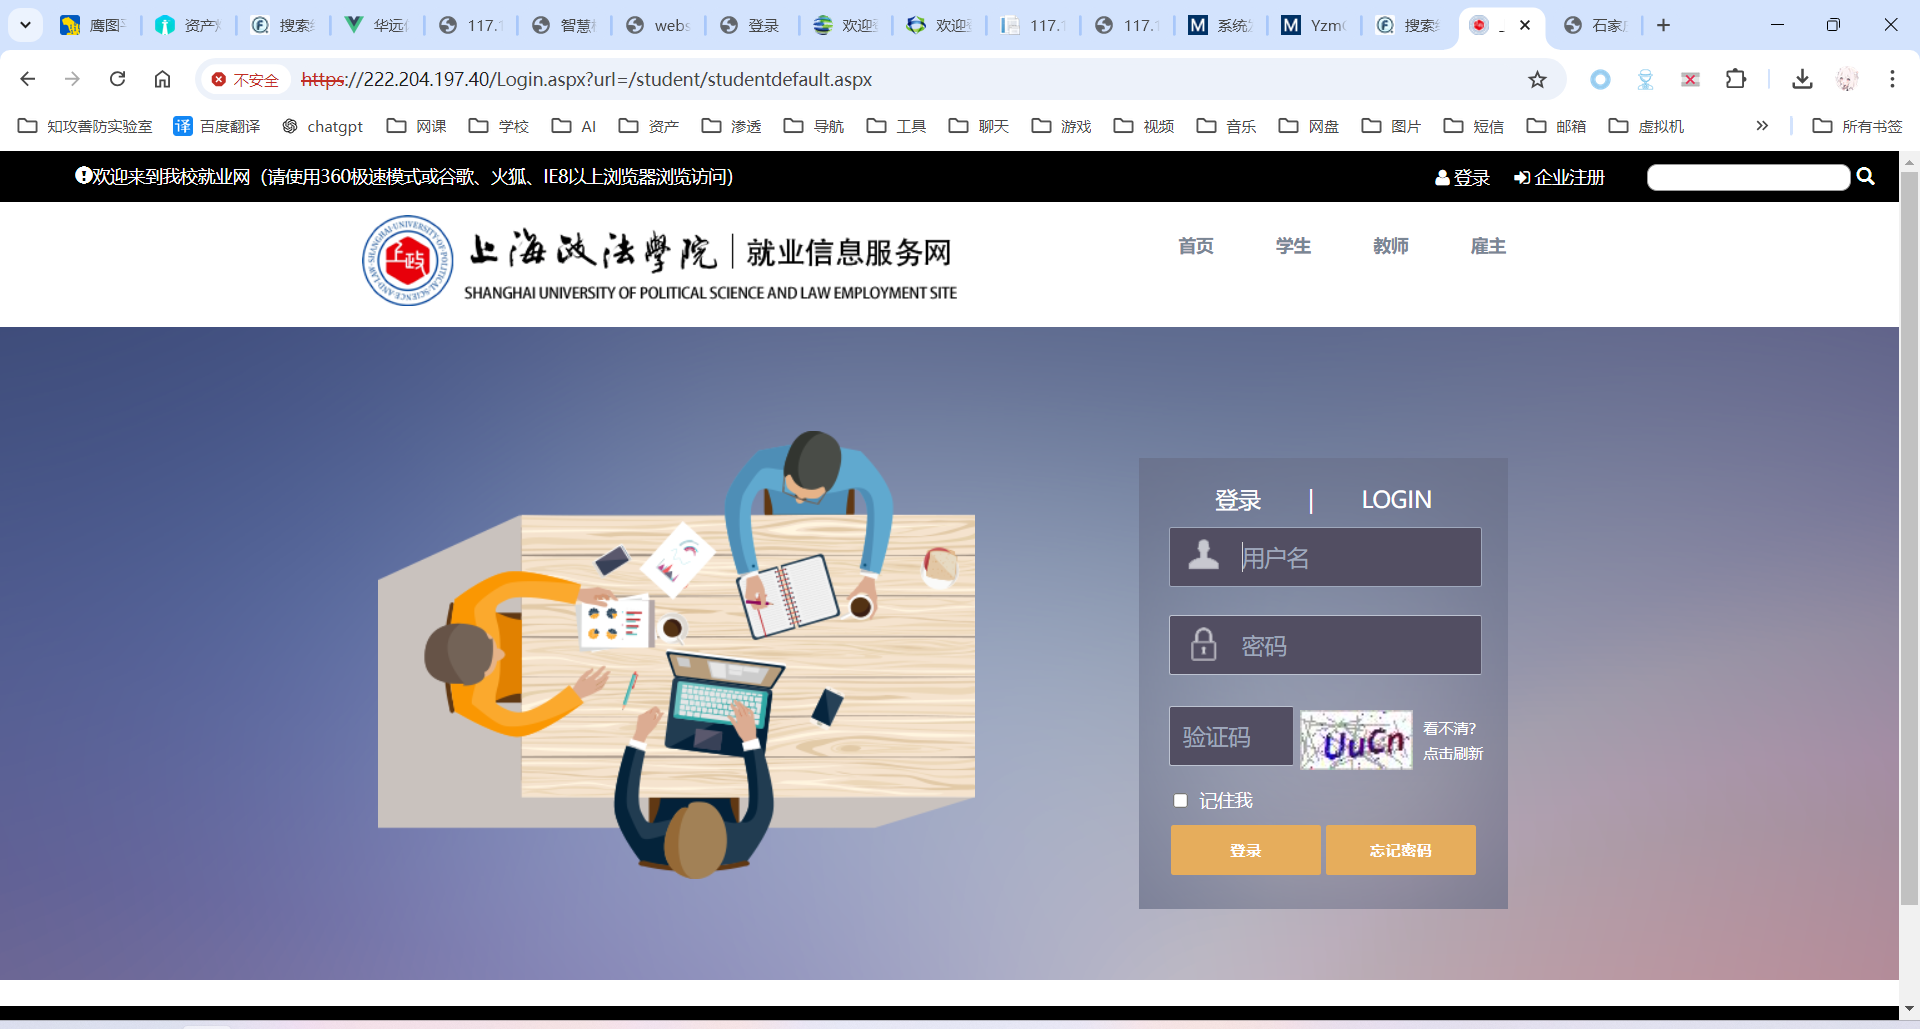 鹰图平
资产
搜索
华远
117.1
智慧
webs
登录
欢迎
欢迎
117.1
117.1
系统
Yzm
搜索
石家
不安全
https://222.204.197.40/Login.aspx?url=/student/studentdefault.aspx
知攻善防实验室
译 百度翻译
chatgpt
网课
学校
AI
资产
渗透
导航
工具
聊天
游戏
视频
音乐
网盘
图片
短信
邮箱
虚拟机
所有书签
欢迎来到我校就业网（请使用360极速模式或谷歌、火狐、IE8以上浏览器浏览访问）
登录
企业注册
上海政法學院｜就业信息服务网
SHANGHAI UNIVERSITY OF POLITICAL SCIENCE AND LAW EMPLOYMENT SITE
首页
学生
教师
雇主
登录 | LOGIN
用户名
密码
验证码
UuCn
看不清?
点击刷新
记住我
登录
忘记密码